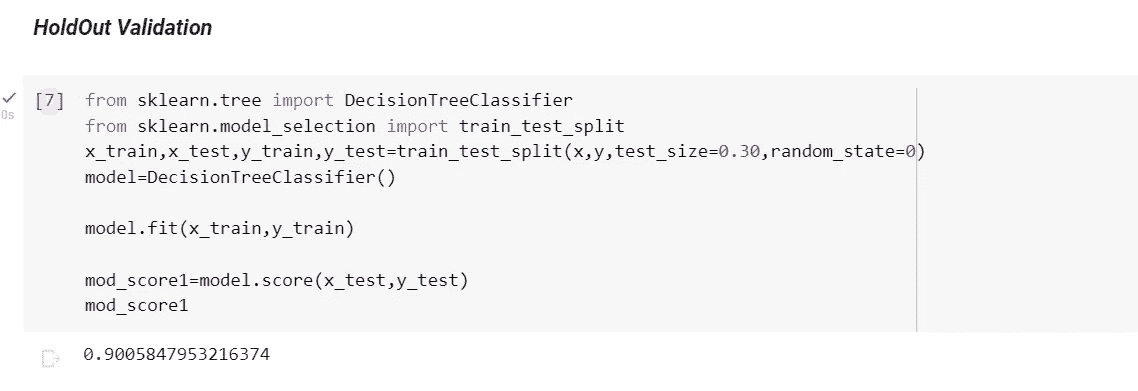 HoldOut Validation
[7] from sklearn.tree import DecisionTreeClassifier
0s
from sklearn.model_selection import train_test_split
x_train,x_test,y_train,y_test=train_test_split(x,y,test_size=0.30,random_state=0)
model=DecisionTreeClassifier()
model.fit(x_train,y_train)
mod_score1=model.score(x_test,y_test)
mod_score1
0.9005847953216374